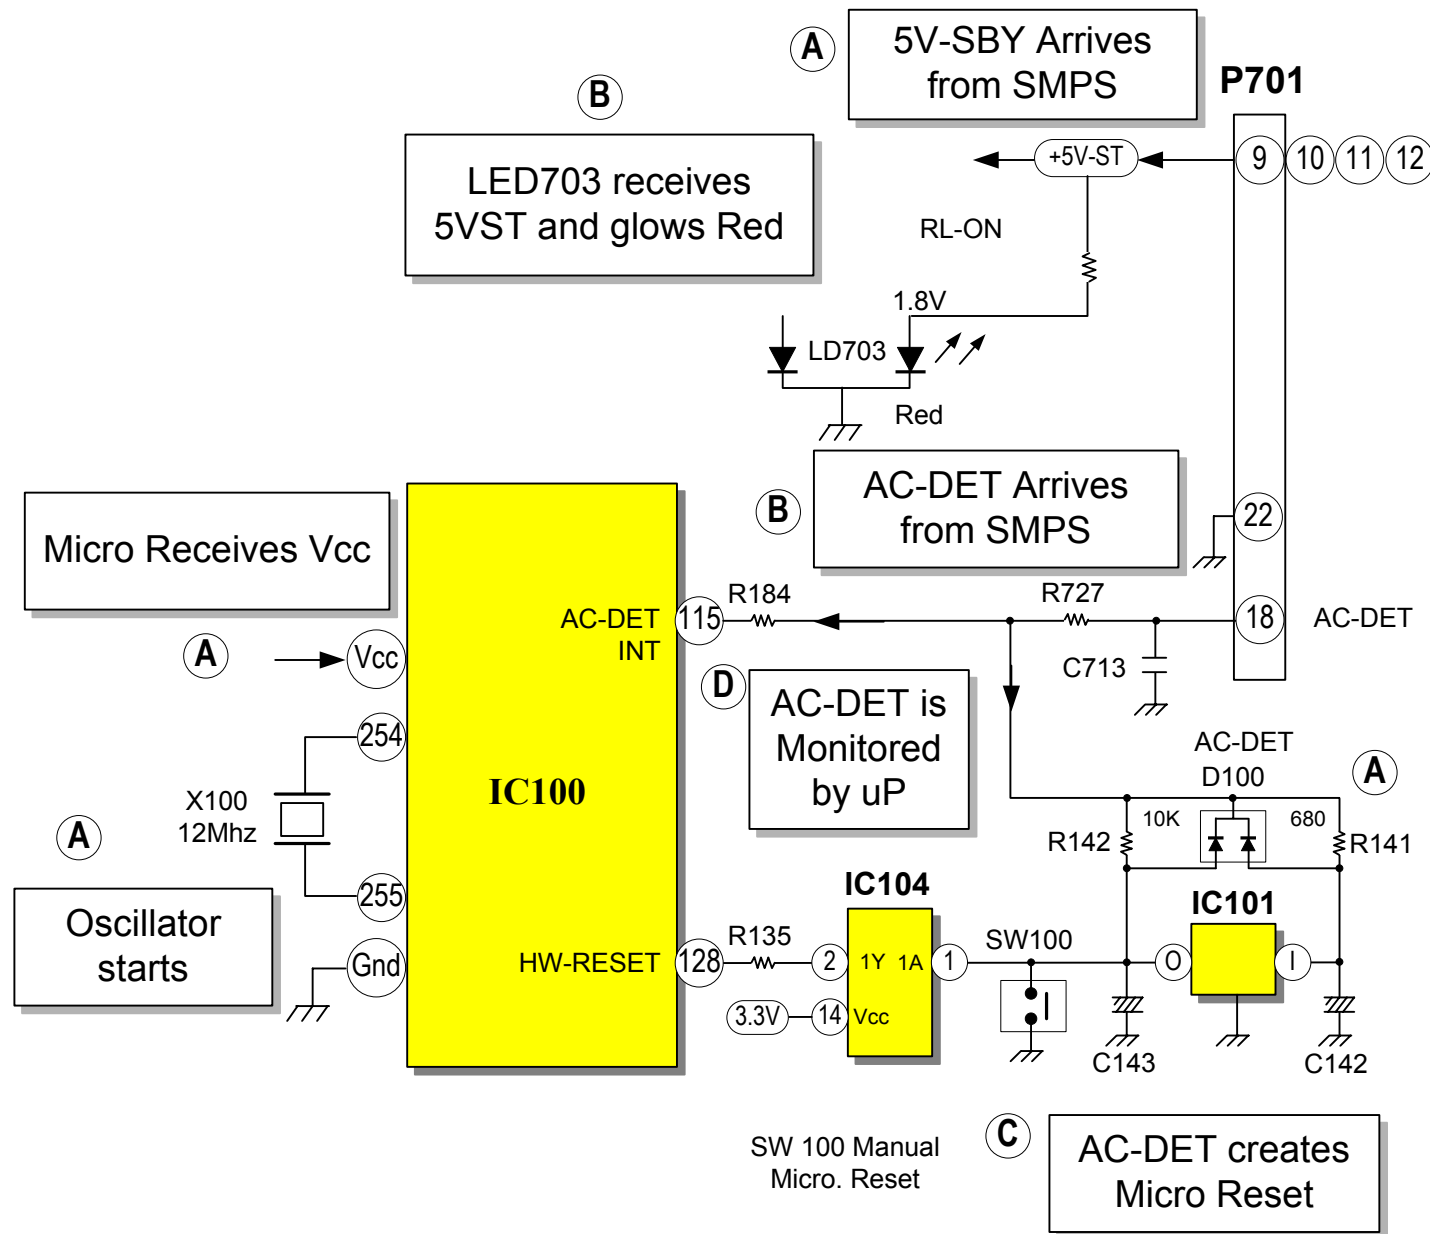 A
5V-SBY Arrives
from SMPS
P701
B
LED703 receives
5VST and glows Red
+5V-ST
9
10
11
12
RL-ON
1.8V
LD703
Red
B
AC-DET Arrives
from SMPS
22
Micro Receives Vcc
A
Vcc
AC-DET
INT
115
R184
R727
18
AC-DET
C713
D
AC-DET is
Monitored
by uP
254
X100
12Mhz
IC100
A
Oscillator
starts
255
Gnd
AC-DET
D100
A
10K
680
R142
R141
IC104
IC101
HW-RESET
128
R135
2
1Y
1A
1
SW100
O
I
3.3V
14
Vcc
C143
C142
SW 100 Manual
Micro. Reset
C
AC-DET creates
Micro Reset